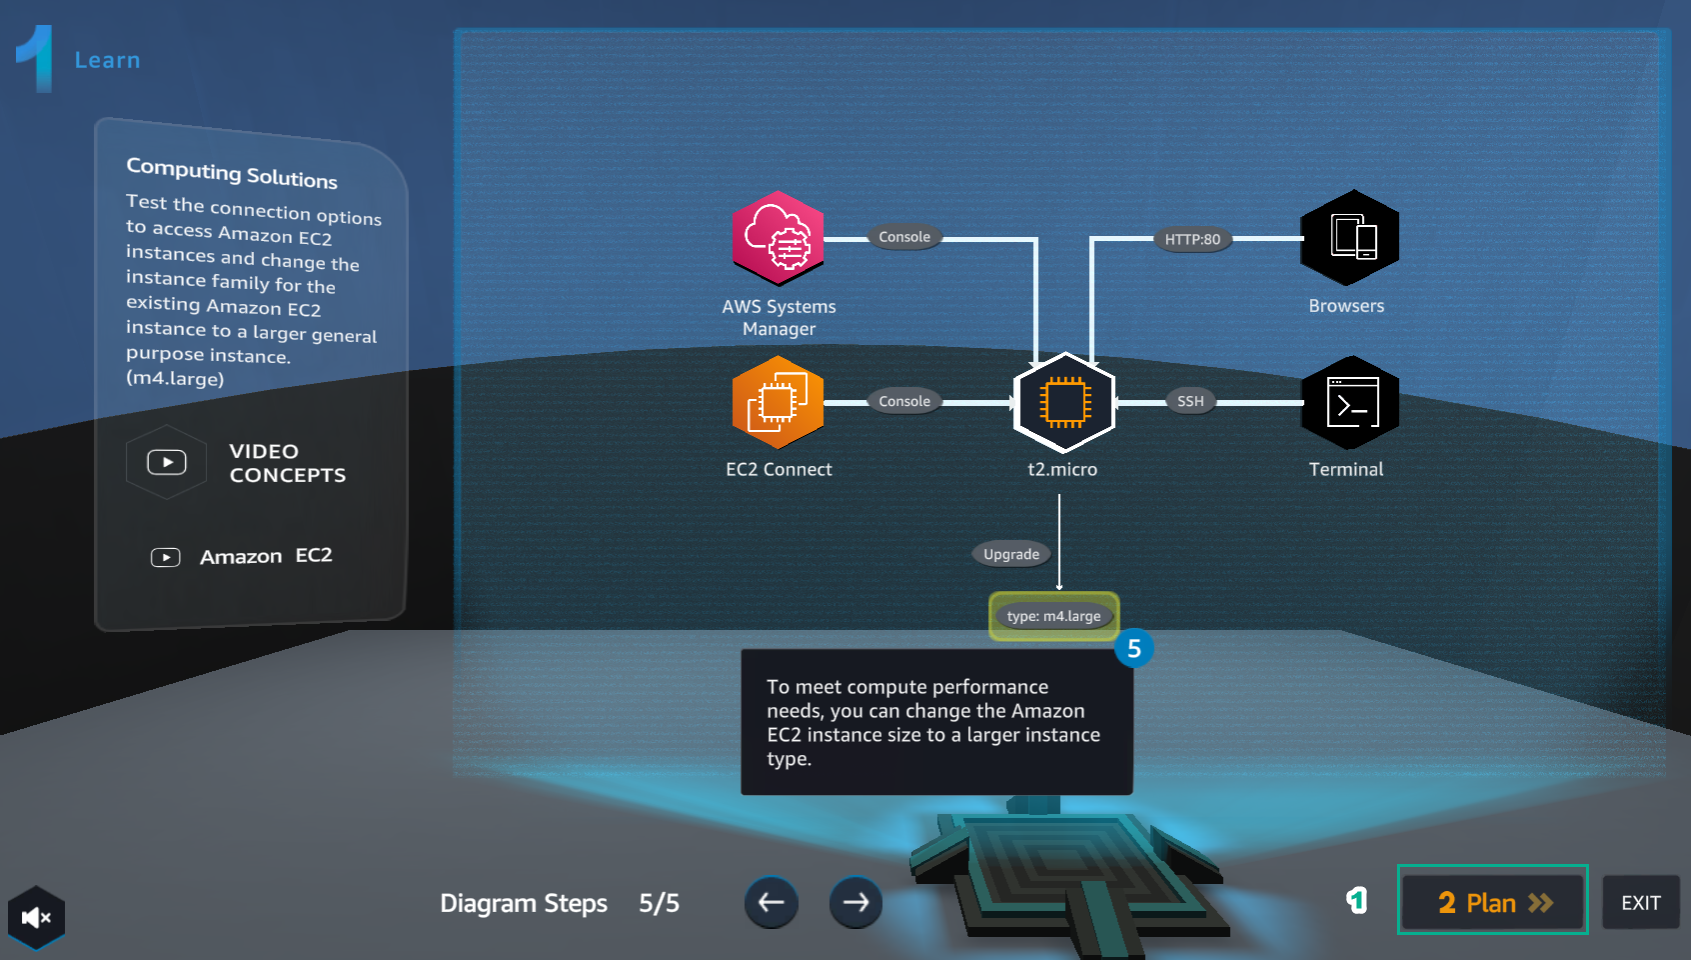 1 Learn
Computing Solutions
Test the connection options
to access Amazon EC2
instances and change the
instance family for the
existing Amazon EC2
instance to a larger general
purpose instance.
(m4.large)
VIDEO
CONCEPTS
Amazon EC2
Console
HTTP:80
AWS Systems
Manager
Browsers
Console
SSH
EC2 Connect
t2.micro
Terminal
Upgrade
type: m4.large
5
To meet compute performance
needs, you can change the Amazon
EC2 instance size to a larger instance
type.
Diagram Steps 5/5
1
2 Plan
EXIT